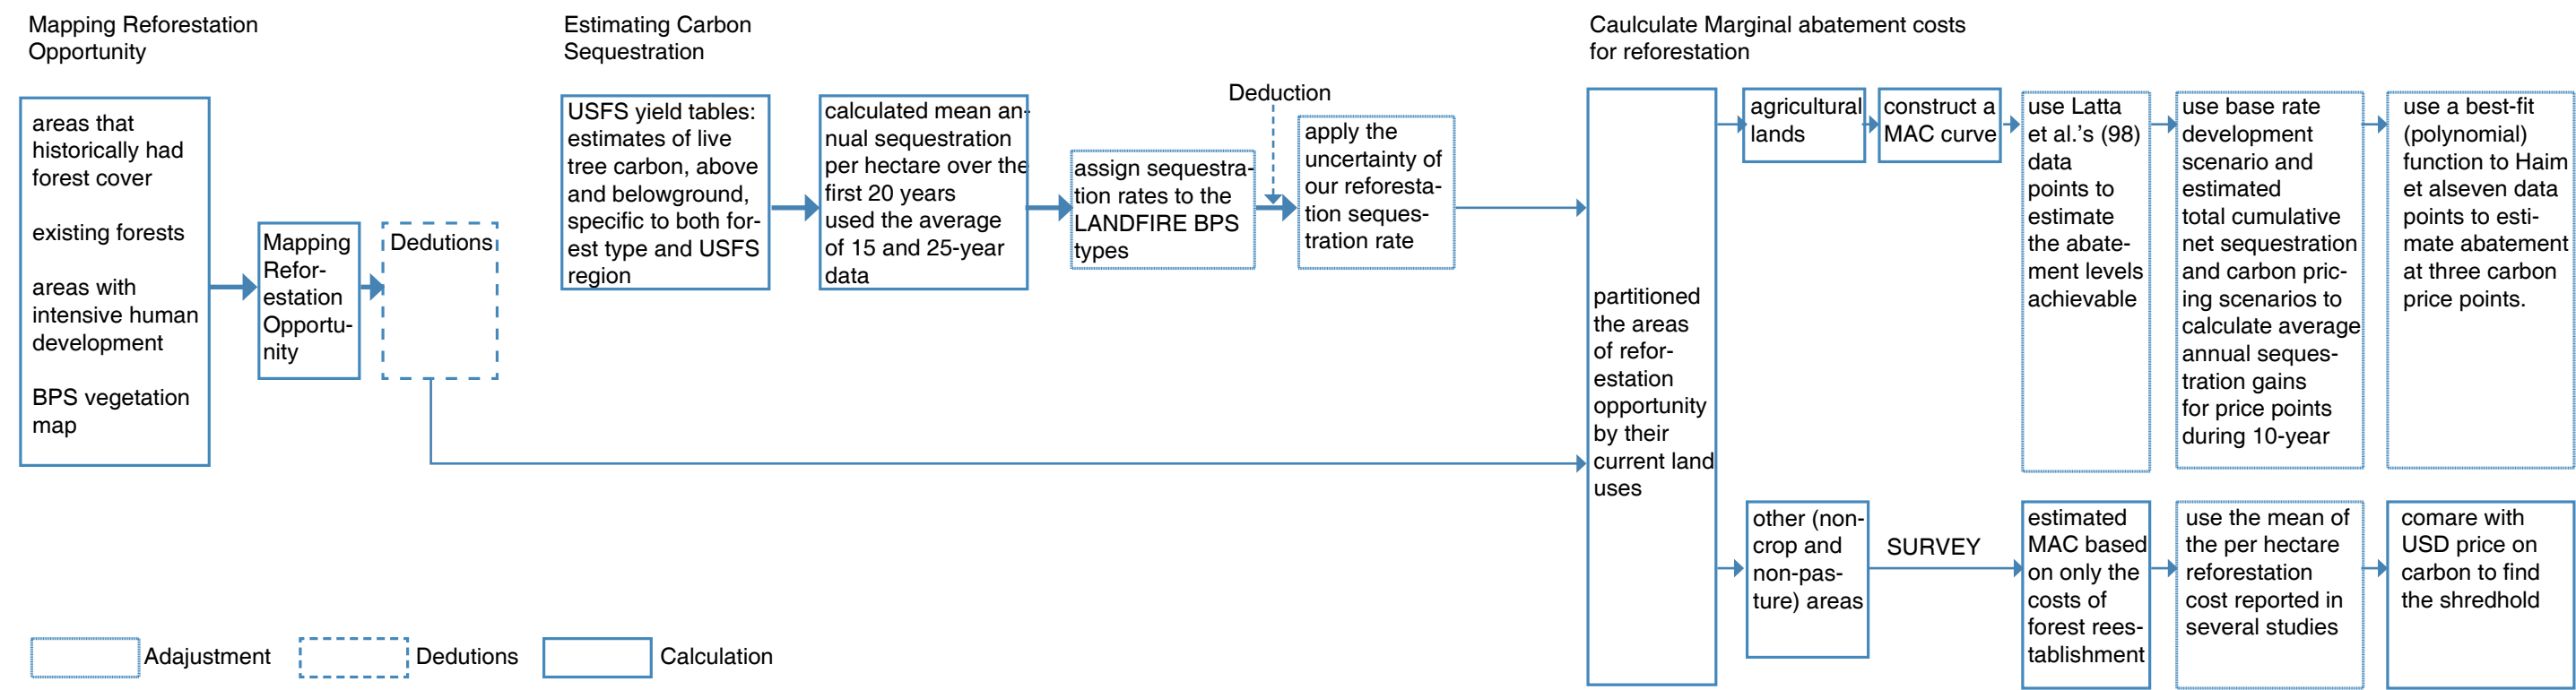 Mapping Reforestation
Opportunity
areas that
historically had
forest cover
existing forests
areas with
intensive human
development
BPS vegetation
map
Mapping
Refor-
estation
Opportu-
nity
Dedutions
Estimating Carbon
Sequestration
USFS yield tables:
estimates of live
tree carbon, above
and belowground,
specific to both for-
est type and USFS
region
calculated mean an-
nual sequestration
per hectare over the
first 20 years
used the average
of 15 and 25-year
data
assign sequestra-
tion rates to the
LANDFIRE BPS
types
Deduction
apply the
uncertainty of
our reforesta-
tion seques-
tration rate
Caulculate Marginal abatement costs
for reforestation
partitioned
the areas
of refor-
estation
opportunity
by their
current land
uses
agricultural
lands
construct a
MAC curve
use Latta
et al.'s (98)
data
points to
estimate
the abate-
ment levels
achievable
use base rate
development
scenario and
estimated
total cumulative
net sequestration
and carbon pric-
ing scenarios to
calculate average
annual seques-
tration gains
for price points
during 10-year
use a best-fit
(polynomial)
function to Haim
et alseven data
points to esti-
mate abatement
at three carbon
price points.
other (non-
crop and
non-pas-
ture) areas
SURVEY
estimated
MAC based
on only the
costs of
forest rees-
tablishment
use the mean of
the per hectare
reforestation
cost reported in
several studies
comare with
USD price on
carbon to find
the shredhold
Adajustment
Dedutions
Calculation